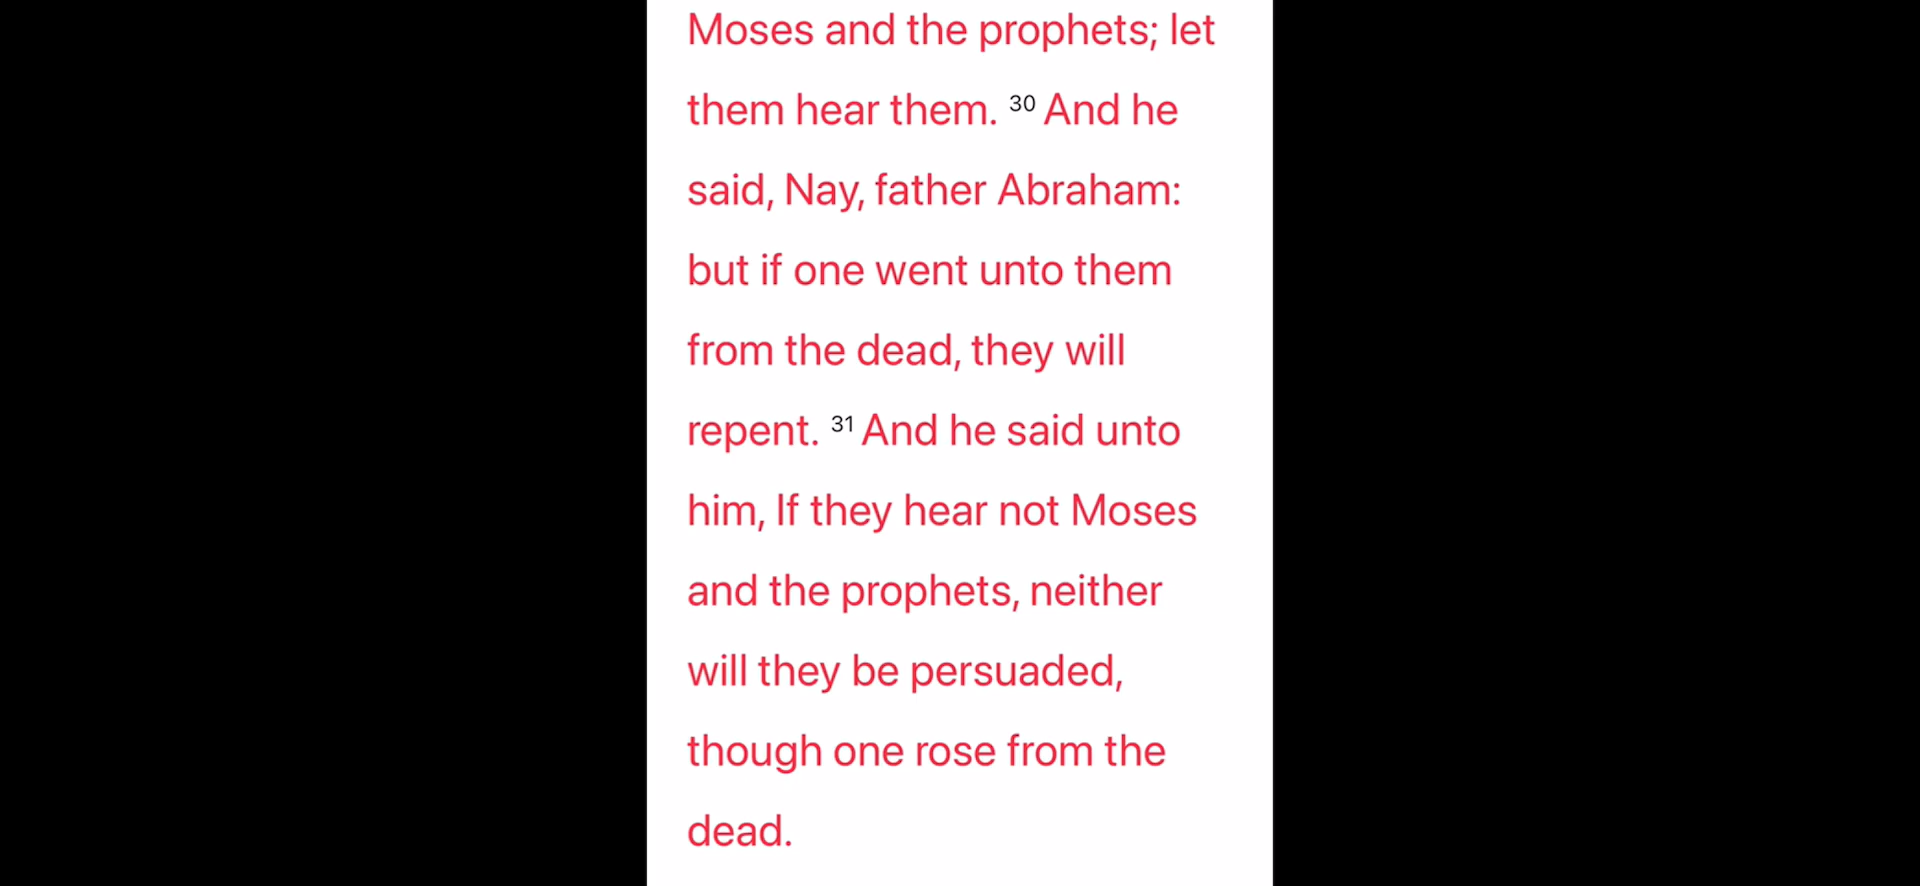 Moses and the prophets; let
them hear them. 30 And he
said, Nay, father Abraham:
but if one went unto them
from the dead, they will
repent. 31 And he said unto
him, If they hear not Moses
and the prophets, neither
will they be persuaded,
though one rose from the
dead.